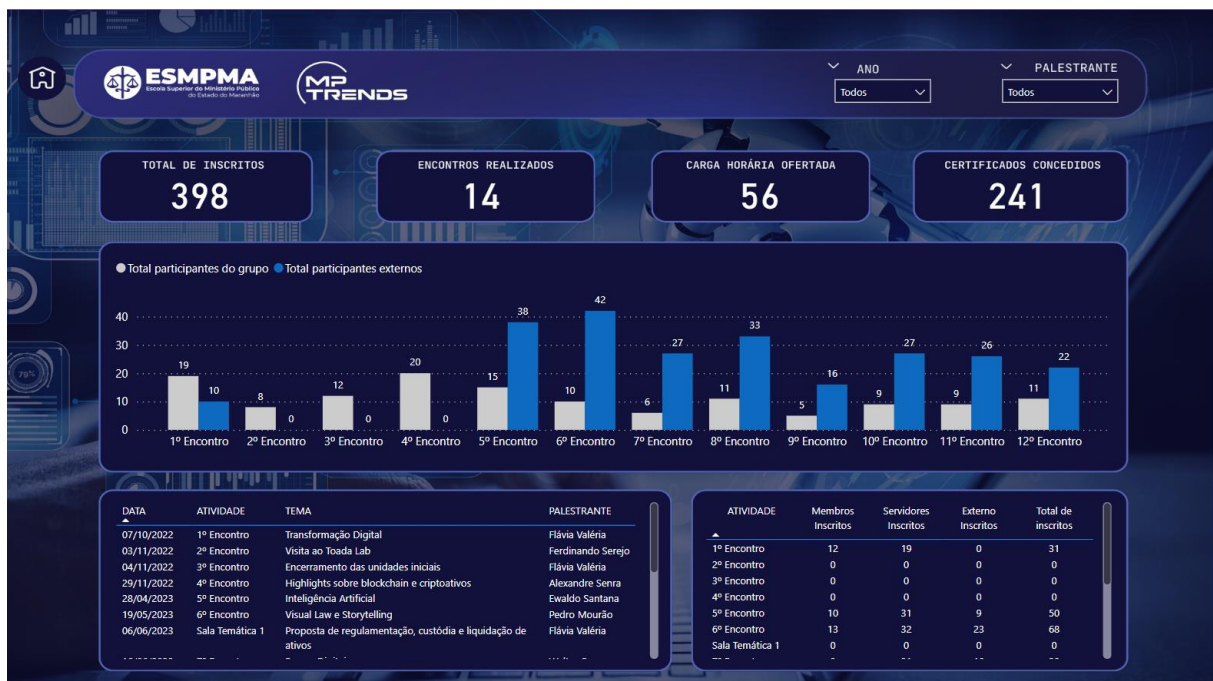 ESMPMA
Escola Superior do Ministério Público
do Estado do Maranhão
MP
TRENDS
ANO
Todos
PALESTRANTE
Todos
TOTAL DE INSCRITOS
398
ENCONTROS REALIZADOS
14
CARGA HORÁRIA OFERTADA
56
CERTIFICADOS CONCEDIDOS
241
Total participantes do grupo Total participantes externos
40
30
20
10
0
19 10
8 0
12 0
20 0
15 38
10 42
6 27
11 33
5 16
9 27
9 26
11 22
1º Encontro 2º Encontro 3º Encontro 4º Encontro 5º Encontro 6º Encontro 7º Encontro 8º Encontro 9º Encontro 10º Encontro 11º Encontro 12º Encontro
79%
DATA ATIVIDADE TEMA PALESTRANTE
07/10/2022 1º Encontro Transformação Digital Flávia Valéria
03/11/2022 2º Encontro Visita ao Toada Lab Ferdinando Serejo
04/11/2022 3º Encontro Encerramento das unidades iniciais Flávia Valéria
29/11/2022 4º Encontro Highlights sobre blockchain e criptoativos Alexandre Senra
28/04/2023 5º Encontro Inteligência Artificial Ewaldo Santana
19/05/2023 6º Encontro Visual Law e Storytelling Pedro Mourão
06/06/2023 Sala Temática 1 Proposta de regulamentação, custódia e liquidação de Flávia Valéria
ativos
ATIVIDADE Membros Servidores Externo Total de
Inscritos Inscritos Inscritos inscritos
1º Encontro 12 19 0 31
2º Encontro 0 0 0 0
3º Encontro 0 0 0 0
4º Encontro 0 0 0 0
5º Encontro 10 31 9 50
6º Encontro 13 32 23 68
Sala Temática 1 0 0 0 0